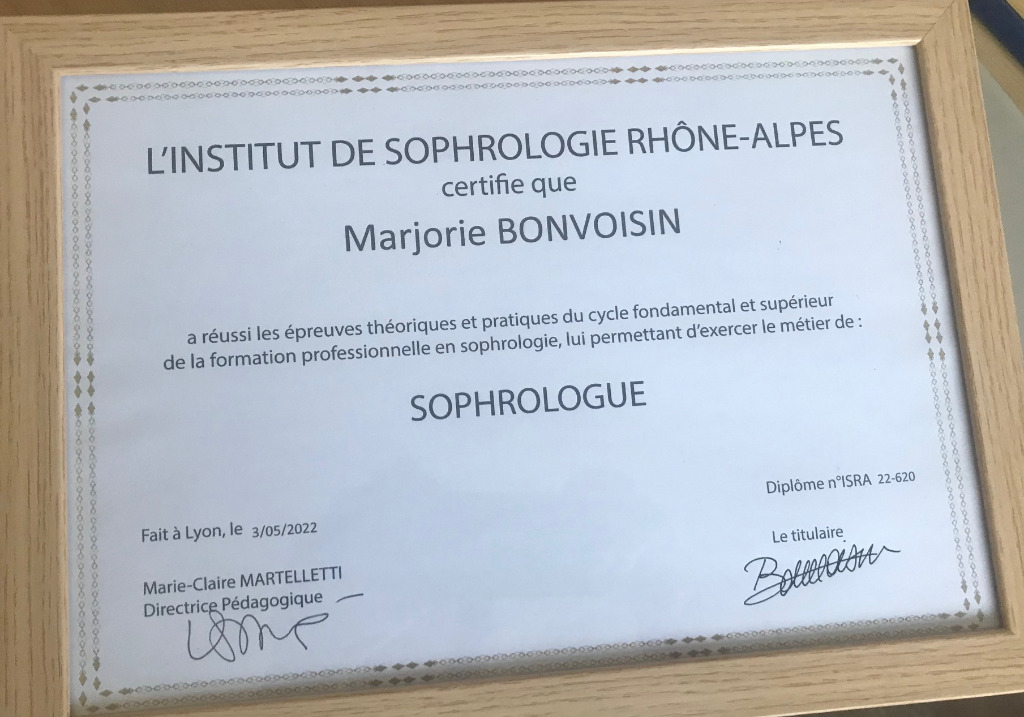 L'INSTITUT DE SOPHROLOGIE RHÔNE-ALPES
certifie que
Marjorie BONVOISIN
a réussi les épreuves théoriques et pratiques du cycle fondamental et supérieur
de la formation professionnelle en sophrologie, lui permettant d'exercer le métier de :
SOPHROLOGUE
Diplôme n°ISRA 22-620
Fait à Lyon, le 3/05/2022
Le titulaire
Marie-Claire MARTELLETTI
Directrice Pédagogique